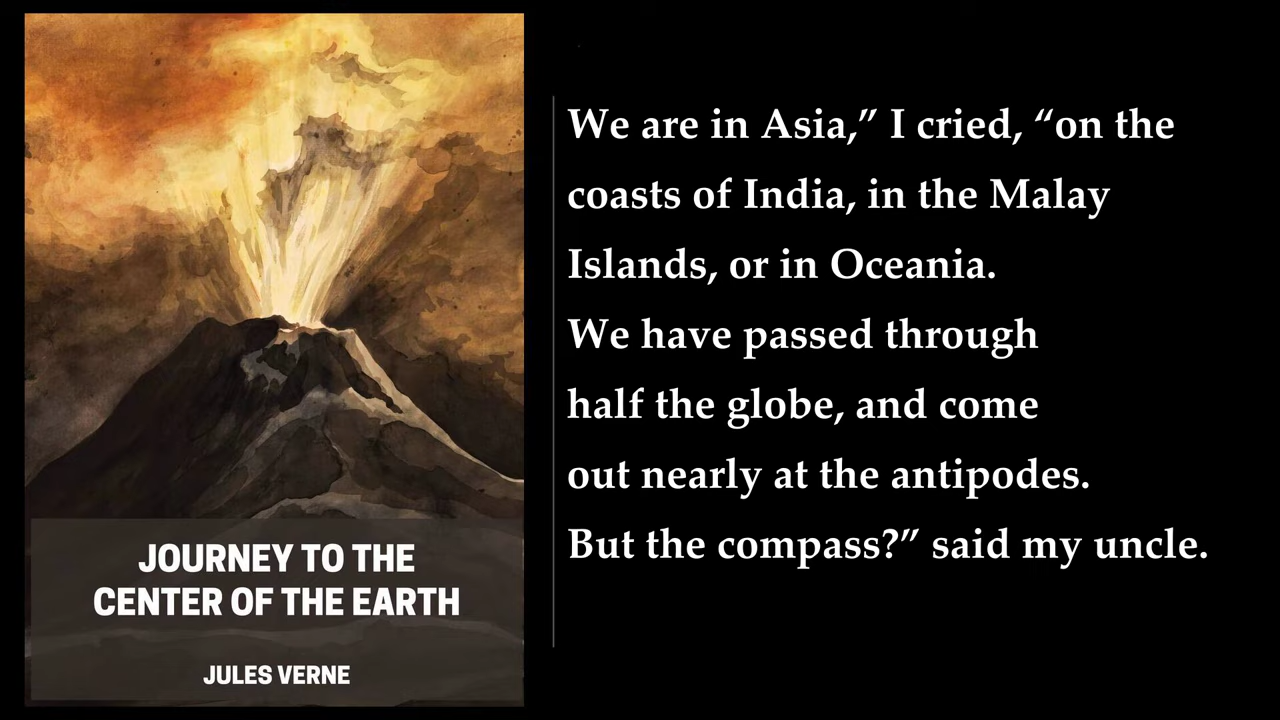 JOURNEY TO THE
CENTER OF THE EARTH
JULES VERNE
We are in Asia,” I cried, “on the
coasts of India, in the Malay
Islands, or in Oceania.
We have passed through
half the globe, and come
out nearly at the antipodes.
But the compass?” said my uncle.